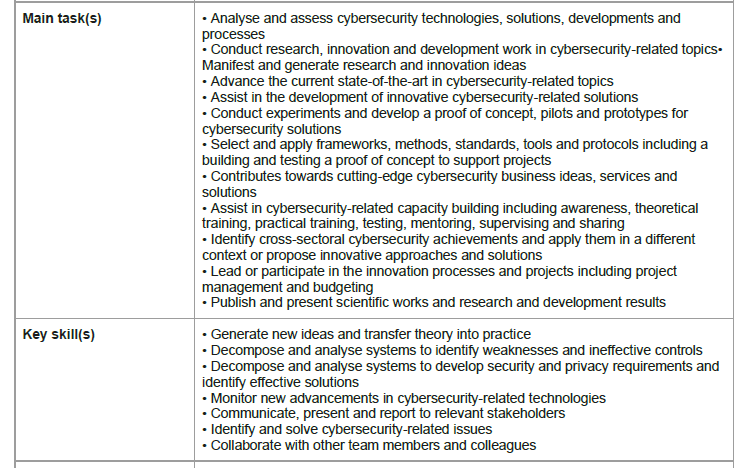 Main task(s)
• Analyse and assess cybersecurity technologies, solutions, developments and
processes
• Conduct research, innovation and development work in cybersecurity-related topics•
Manifest and generate research and innovation ideas
• Advance the current state-of-the-art in cybersecurity-related topics
• Assist in the development of innovative cybersecurity-related solutions
• Conduct experiments and develop a proof of concept, pilots and prototypes for
cybersecurity solutions
• Select and apply frameworks, methods, standards, tools and protocols including a
building and testing a proof of concept to support projects
• Contributes towards cutting-edge cybersecurity business ideas, services and
solutions
• Assist in cybersecurity-related capacity building including awareness, theoretical
training, practical training, testing, mentoring, supervising and sharing
• Identify cross-sectoral cybersecurity achievements and apply them in a different
context or propose innovative approaches and solutions
• Lead or participate in the innovation processes and projects including project
management and budgeting
• Publish and present scientific works and research and development results
Key skill(s)
• Generate new ideas and transfer theory into practice
• Decompose and analyse systems to identify weaknesses and ineffective controls
• Decompose and analyse systems to develop security and privacy requirements and
identify effective solutions
• Monitor new advancements in cybersecurity-related technologies
• Communicate, present and report to relevant stakeholders
• Identify and solve cybersecurity-related issues
• Collaborate with other team members and colleagues